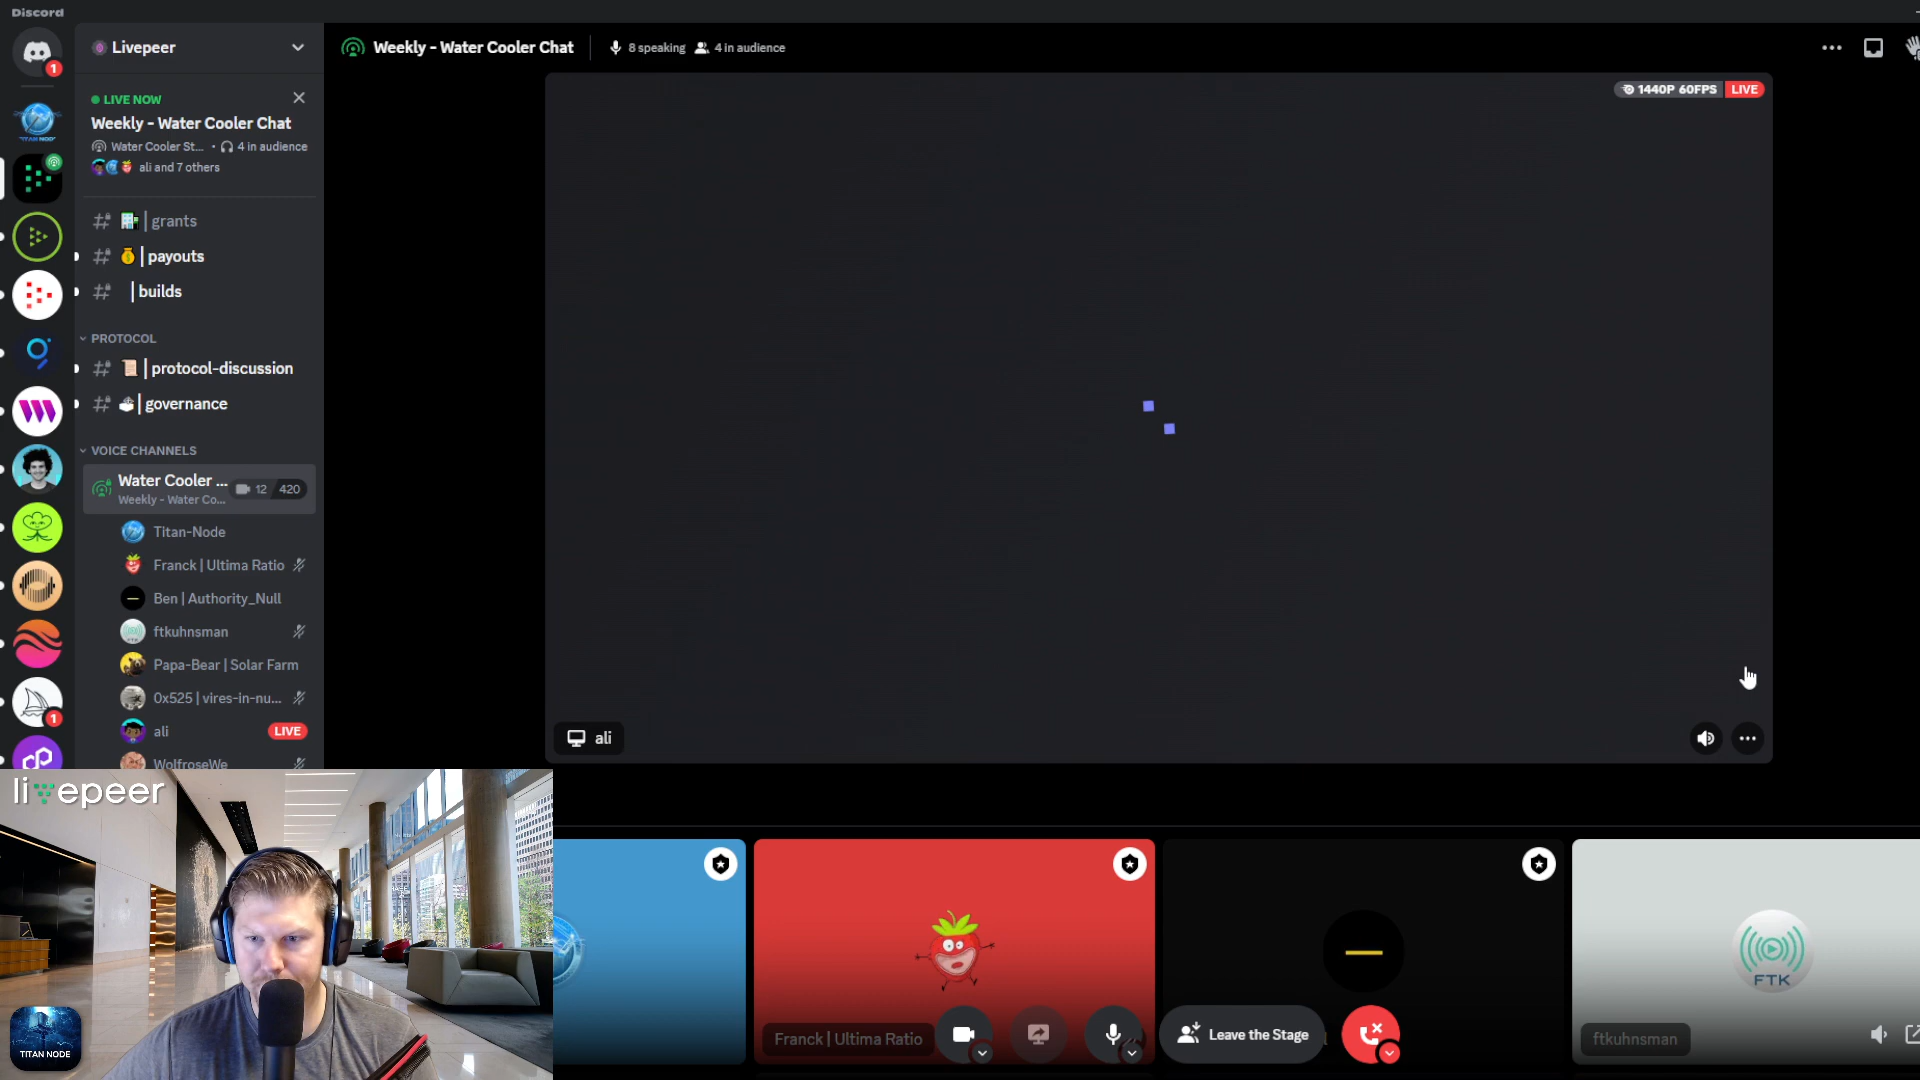 Discord
Livepeer
Weekly - Water Cooler Chat
8 speaking
4 in audience
LIVE NOW
Weekly - Water Cooler Chat
Water Cooler St... • 4 in audience
ali and 7 others
1
grants
payouts
builds
PROTOCOL
protocol-discussion
governance
VOICE CHANNELS
Water Cooler ...
12 420
Weekly - Water Co...
Titan-Node
Franck | Ultima Ratio
Ben | Authority_Null
ftkuhnsman
Papa-Bear | Solar Farm
0x525 | vires-in-nu...
ali LIVE
WolfroseWe
1
1440P 60FPS LIVE
ali
livepeer
TITAN NODE
Franck | Ultima Ratio
Leave the Stage
FTK
ftkuhnsman